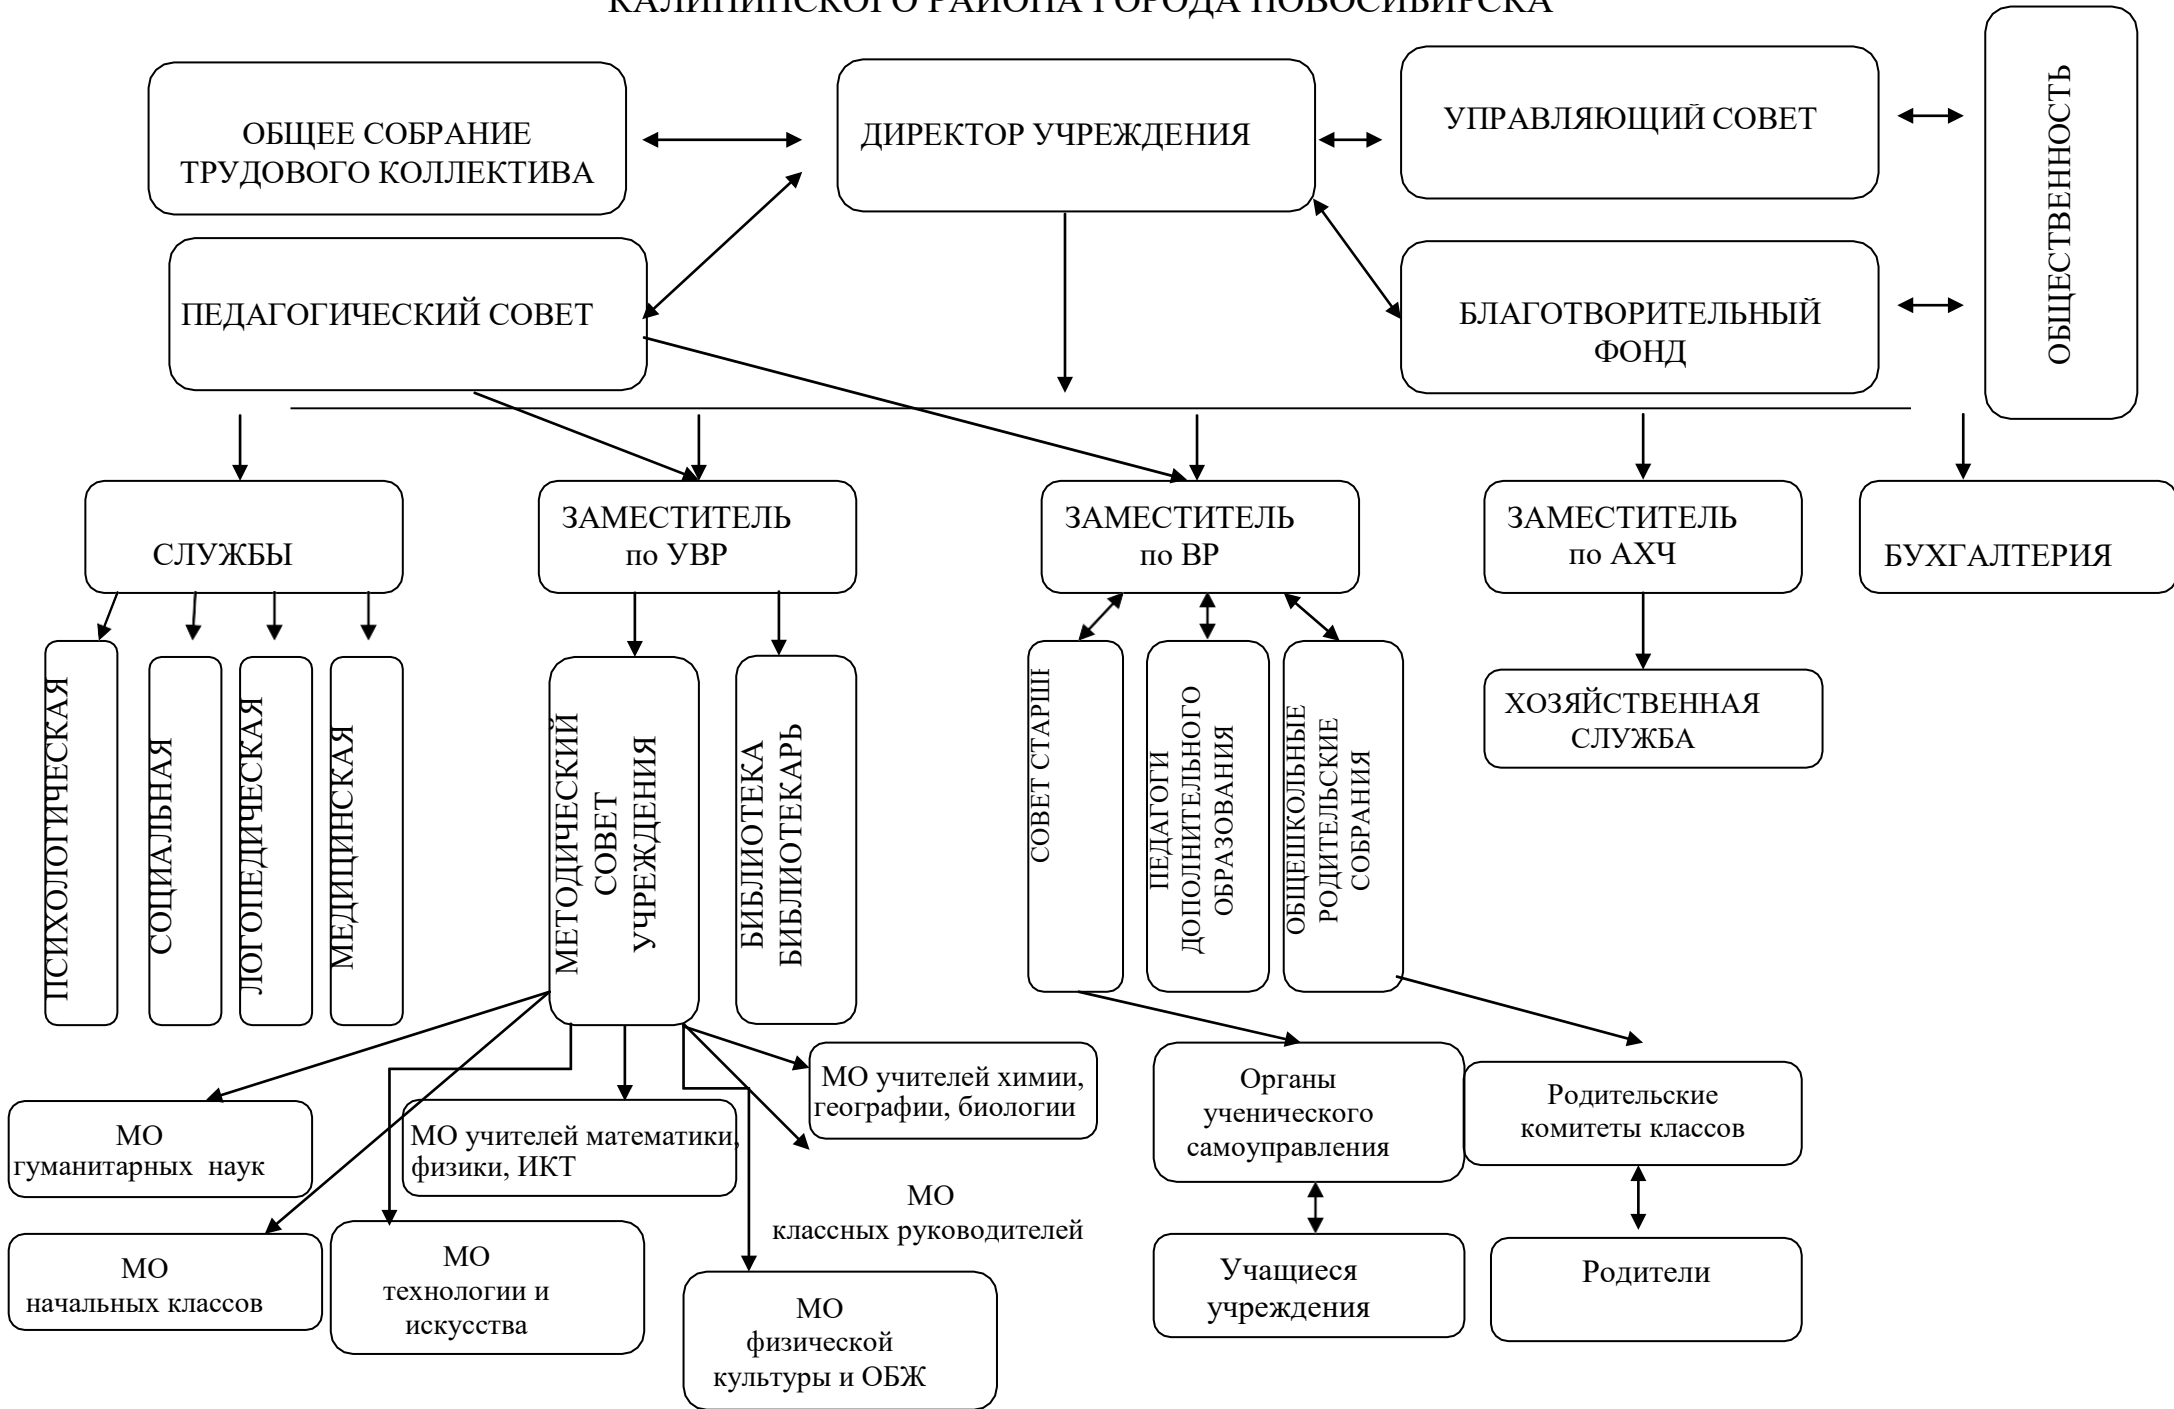 КАЛИНИНСКОГО РАЙОНА ГОРОДА НОВОСИБИРСКА
ОБЩЕЕ СОБРАНИЕ
ТРУДОВОГО КОЛЛЕКТИВА
ДИРЕКТОР УЧРЕЖДЕНИЯ
УПРАВЛЯЮЩИЙ СОВЕТ
ОБЩЕСТВЕННОСТЬ
ПЕДАГОГИЧЕСКИЙ СОВЕТ
БЛАГОТВОРИТЕЛЬНЫЙ
ФОНД
СЛУЖБЫ
ЗАМЕСТИТЕЛЬ
по УВР
ЗАМЕСТИТЕЛЬ
по ВР
ЗАМЕСТИТЕЛЬ
по АХЧ
БУХГАЛТЕРИЯ
ПСИХОЛОГИЧЕСКАЯ
СОЦИАЛЬНАЯ
ЛОГОПЕДИЧЕСКАЯ
МЕДИЦИНСКАЯ
МЕТОДИЧЕСКИЙ
СОВЕТ
УЧРЕЖДЕНИЯ
БИБЛИОТЕКА
БИБЛИОТЕКАРЬ
СОВЕТ
ПЕДАГОГИ
ДОПОЛНИТЕЛЬНОГО
ОБРАЗОВАНИЯ
ОБЩЕШКОЛЬНЫЕ
РОДИТЕЛЬСКИЕ
СОБРАНИЯ
ХОЗЯЙСТВЕННАЯ
СЛУЖБА
МО
гуманитарных наук
МО учителей математики,
физики, ИКТ
МО учителей химии,
географии, биологии
Органы
ученического
самоуправления
Родительские
комитеты классов
МО
классных руководителей
МО
начальных классов
МО
технологии и
искусства
МО
физической
культуры и ОБЖ
Учащиеся
учреждения
Родители